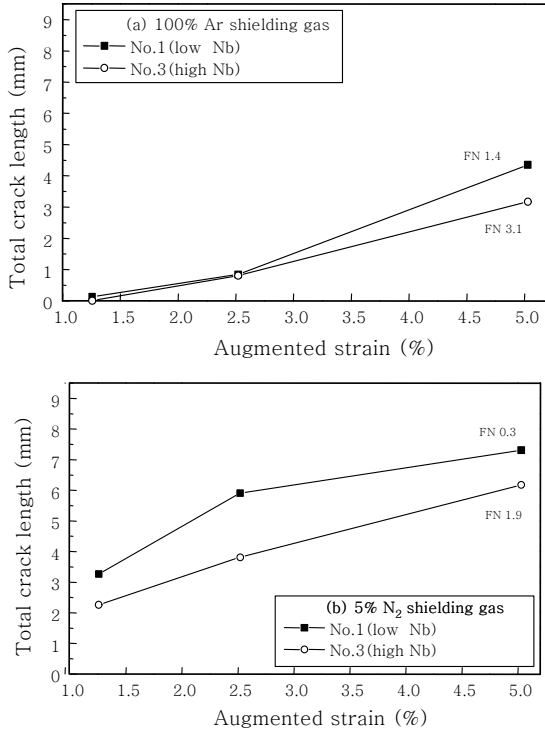 9
8
7
6
5
4
3
2
1
0
Total crack length (mm)
(a) 100% Ar shielding gas
No.1(low Nb)
No.3(high Nb)
FN 1.4
FN 3.1
1.0 1.5 2.0 2.5 3.0 3.5 4.0 4.5 5.0
Augmented strain (%)
9
8
7
6
5
4
3
2
1
0
Total crack length (mm)
FN 0.3
FN 1.9
(b) 5% N2 shielding gas
No.1(low Nb)
No.3(high Nb)
1.0 1.5 2.0 2.5 3.0 3.5 4.0 4.5 5.0
Augmented strain (%)